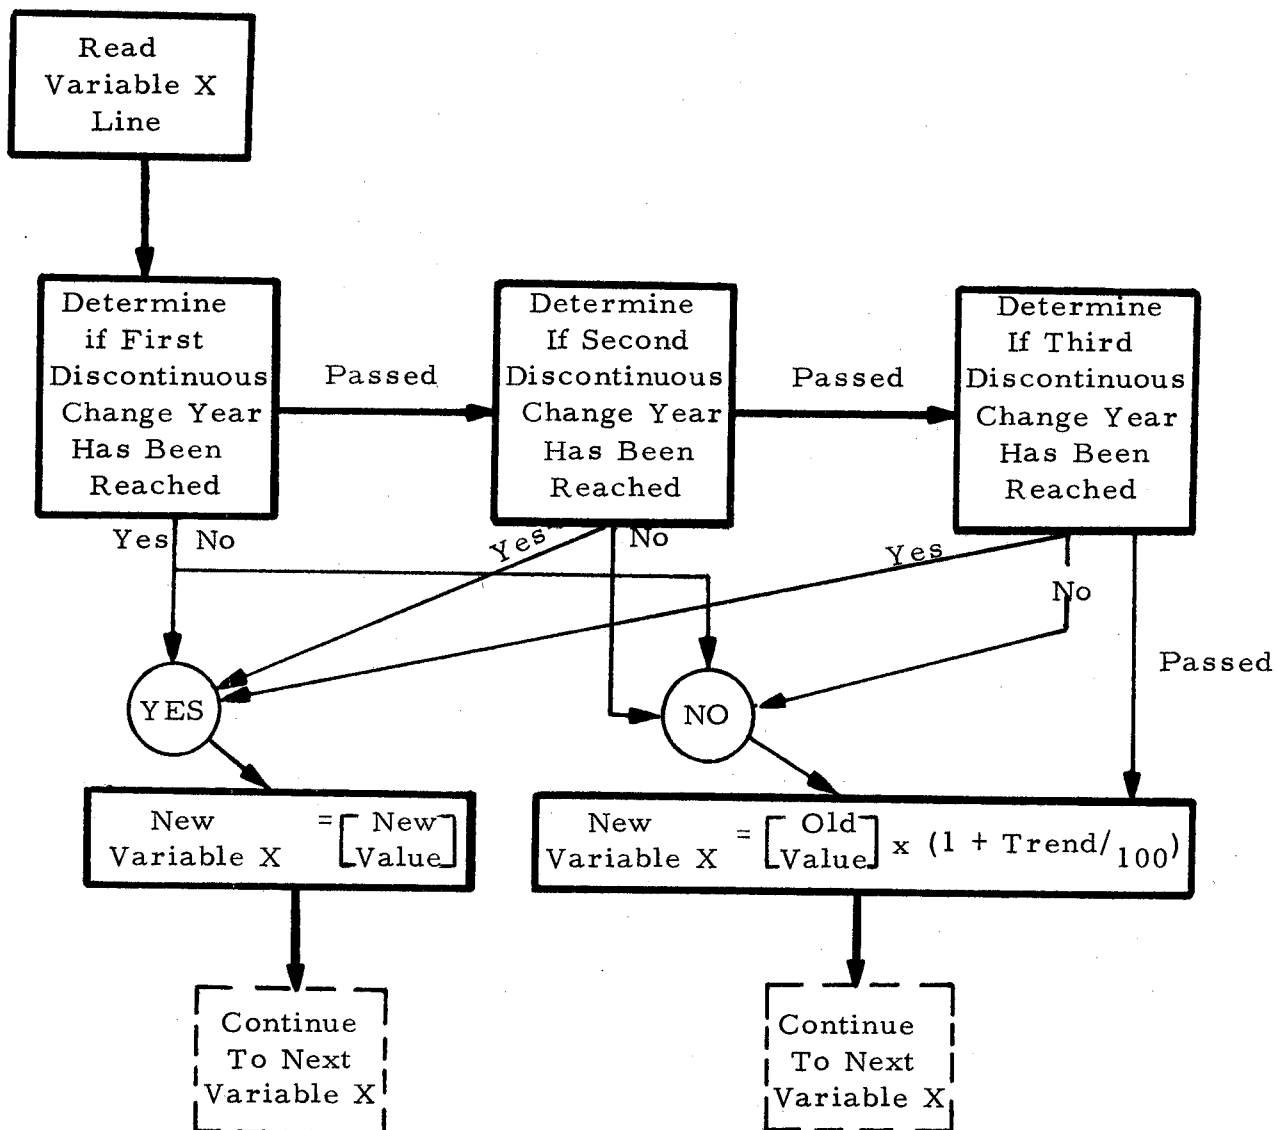 Read
Variable X
Line
Determine
if First
Discontinuous
Change Year
Has Been
Reached
Passed
Determine
If Second
Discontinuous
Change Year
Has Been
Reached
Passed
Determine
If Third
Discontinuous
Change Year
Has Been
Reached
Yes No
Yes
No
Yes
No
Passed
YES
NO
New
Variable X
= [New
Value]
New
Variable X
= [Old
Value] x (1 + Trend/100)
Continue
To Next
Variable X
Continue
To Next
Variable X